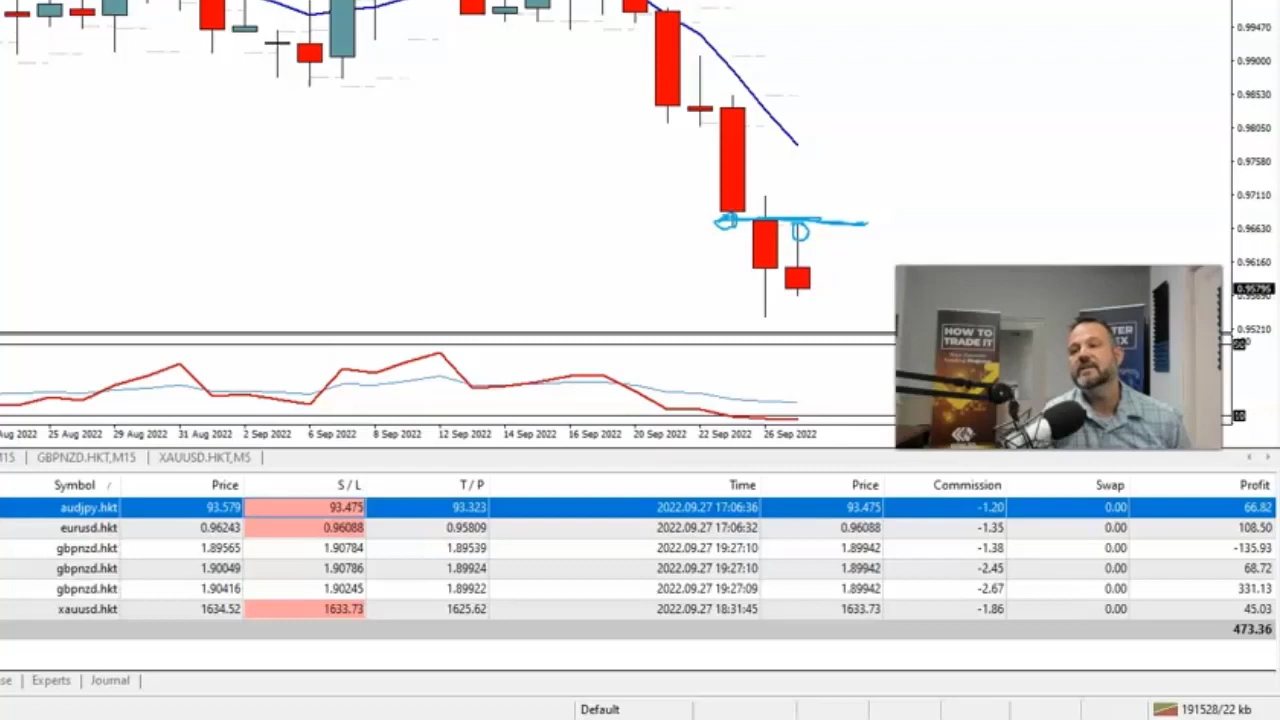 0.99470
0.99000
0.98530
0.98050
0.97580
0.97110
0.96630
0.96160
0.95795
0.95210
HOW TO
TRADE IT
Aug 2022 25 Aug 2022 29 Aug 2022 31 Aug 2022 2 Sep 2022 6 Sep 2022 8 Sep 2022 12 Sep 2022 14 Sep 2022 16 Sep 2022 20 Sep 2022 22 Sep 2022 26 Sep 2022
M15 | GBPNZD.HKT,M15 | XAUUSD.HKT,M5 |
Symbol / Price S / L T / P Time Price Commission Swap Profit
audjpy.hkt 93.579 93.475 93.323 2022.09.27 17:06:36 93.475 -1.20 0.00 66.82
eurusd.hkt 0.96243 0.96088 0.95809 2022.09.27 17:06:32 0.96088 -1.35 0.00 108.50
gbpnzd.hkt 1.89565 1.90784 1.89539 2022.09.27 19:27:10 1.89942 -1.38 0.00 -135.93
gbpnzd.hkt 1.90049 1.90786 1.89924 2022.09.27 19:27:10 1.89942 -2.45 0.00 68.72
gbpnzd.hkt 1.90416 1.90245 1.89922 2022.09.27 19:27:09 1.89942 -2.67 0.00 331.13
xauusd.hkt 1634.52 1633.73 1625.62 2022.09.27 18:31:45 1633.73 -1.86 0.00 45.03
473.36
se | Experts | Journal |
Default 191528/22 kb